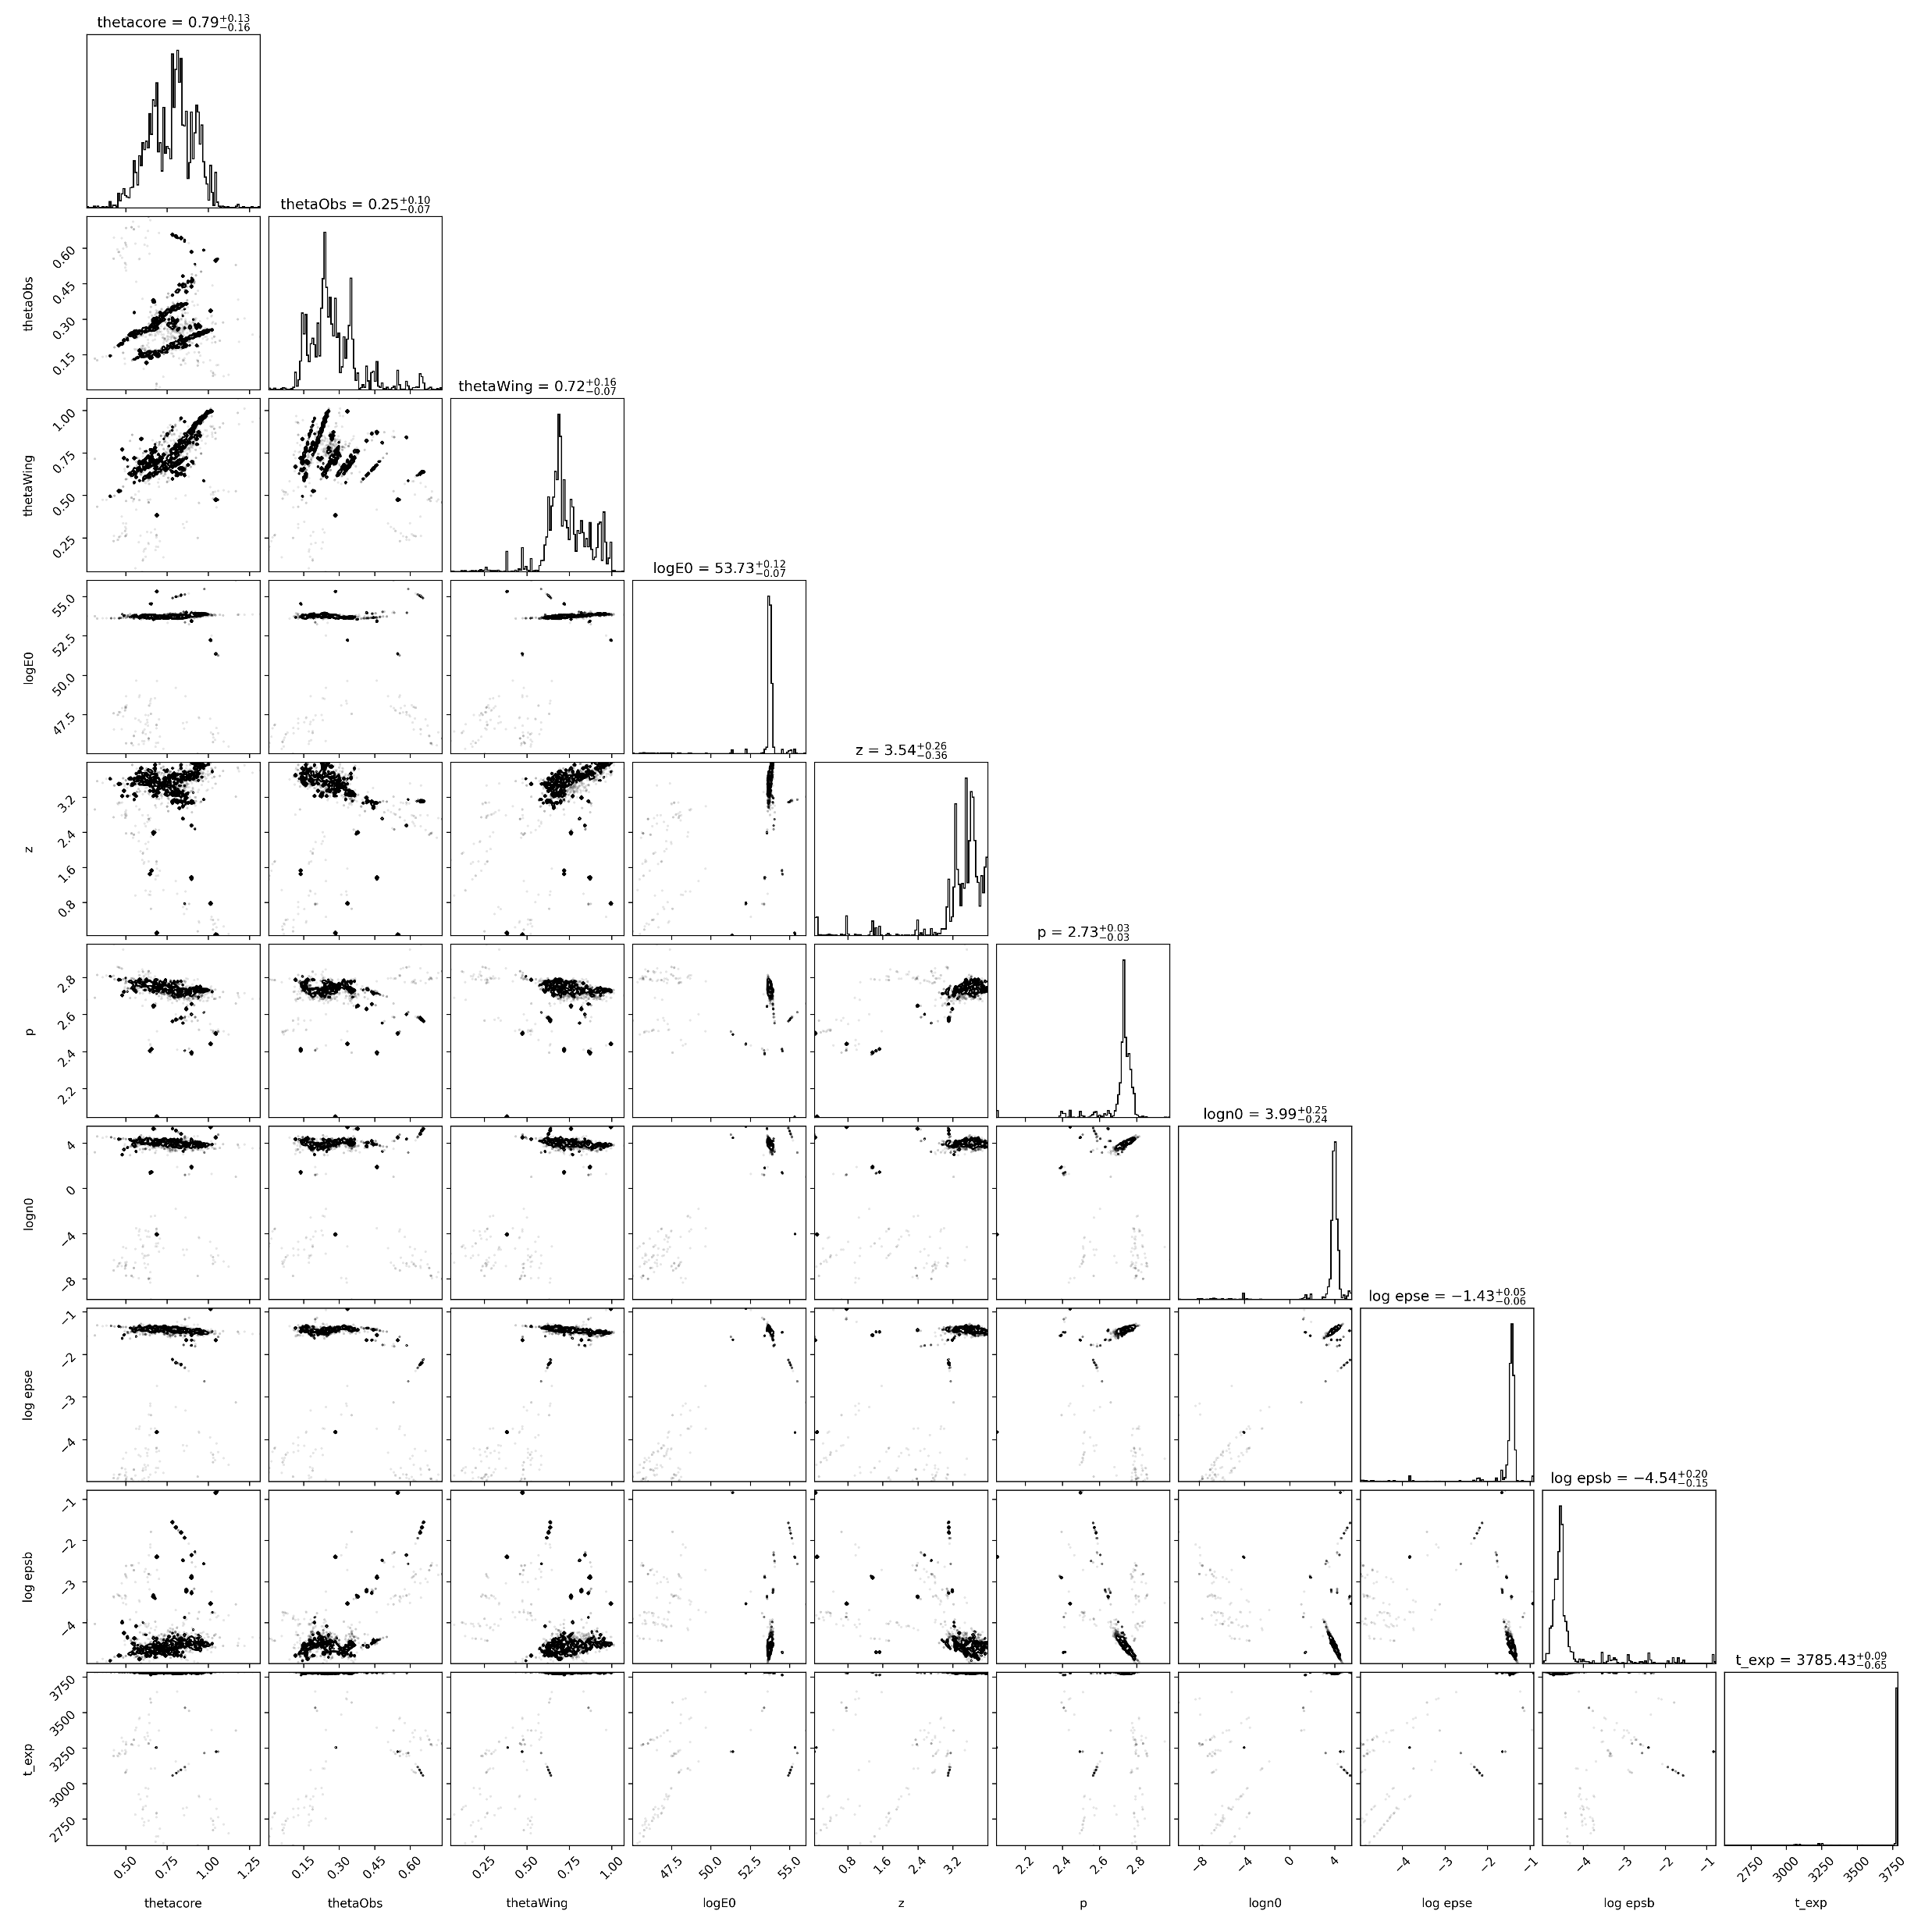 thetacore = 0.79+0.13−0.16
thetaObs = 0.25+0.10−0.07
0.60
0.45
0.30
0.15
thetaObs
thetaWing = 0.72+0.16−0.07
1.00
0.75
0.50
0.25
thetaWing
logE0 = 53.73+0.12−0.07
55.0
52.5
50.0
47.5
logE0
z = 3.54+0.26−0.36
3.2
2.4
1.6
0.8
z
p = 2.73+0.03−0.03
2.8
2.6
2.4
2.2
p
logn0 = 3.99+0.25−0.24
4
0
−4
−8
logn0
log epse = −1.43+0.05−0.06
−1
−2
−3
−4
log epse
log epsb = −4.54+0.20−0.15
−1
−2
−3
−4
log epsb
t_exp = 3785.43+0.09−0.65
3750
3500
3250
3000
2750
t_exp
0.50 0.75 1.00 1.25 0.15 0.30 0.45 0.60 0.25 0.50 0.75 1.00 47.5 50.0 52.5 55.0 0.8 1.6 2.4 3.2 2.2 2.4 2.6 2.8 −8 −4 0 4 −4 −3 −2 −1 −4 −3 −2 −1 2750 3000 3250 3500 3750
thetacore thetaObs thetaWing logE0 z p logn0 log epse log epsb t_exp